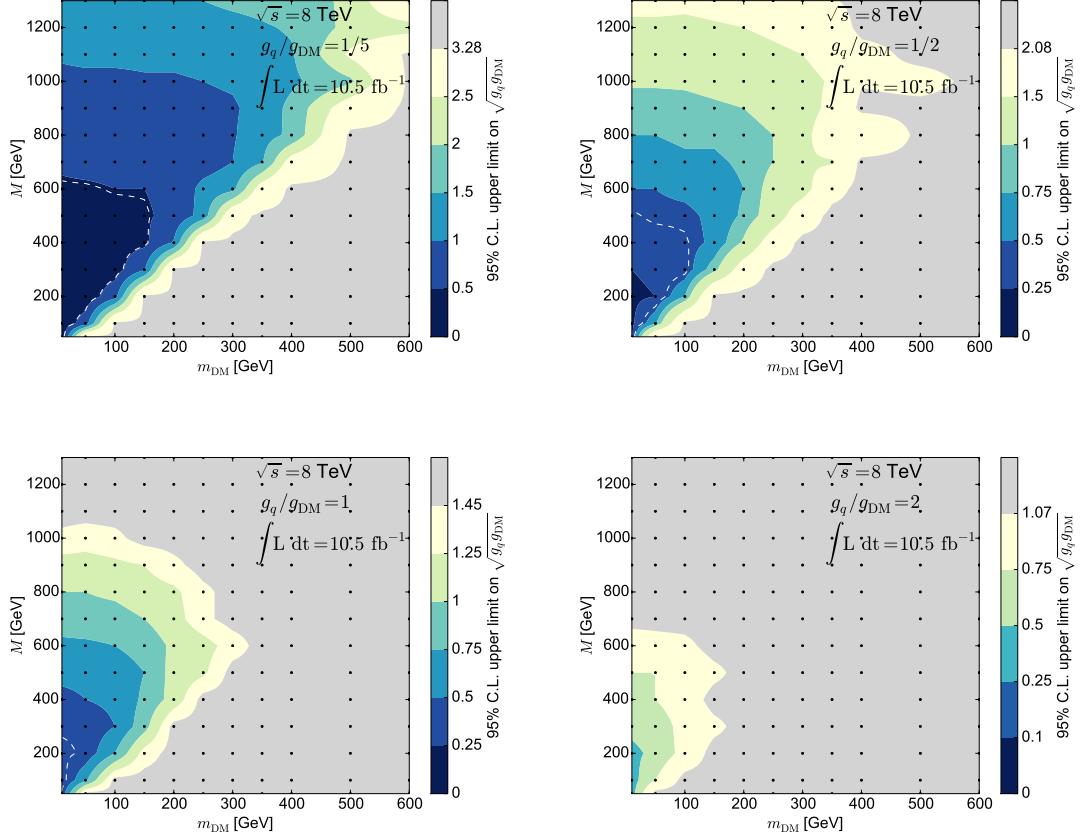 √s = 8 TeV
g_q/g_DM = 1/5
∫ L dt = 10.5 fb⁻¹
M [GeV]
1200
1000
800
600
400
200
100 200 300 400 500 600
m_DM [GeV]
3.28
2.5
2
1.5
1
0.5
0
95% C.L. upper limit on √g_q g_DM
√s = 8 TeV
g_q/g_DM = 1/2
∫ L dt = 10.5 fb⁻¹
M [GeV]
1200
1000
800
600
400
200
100 200 300 400 500 600
m_DM [GeV]
2.08
1.5
1
0.75
0.5
0.25
0
95% C.L. upper limit on √g_q g_DM
√s = 8 TeV
g_q/g_DM = 1
∫ L dt = 10.5 fb⁻¹
M [GeV]
1200
1000
800
600
400
200
100 200 300 400 500 600
m_DM [GeV]
1.45
1.25
1
0.75
0.5
0.25
0
95% C.L. upper limit on √g_q g_DM
√s = 8 TeV
g_q/g_DM = 2
∫ L dt = 10.5 fb⁻¹
M [GeV]
1200
1000
800
600
400
200
100 200 300 400 500 600
m_DM [GeV]
1.07
0.75
0.5
0.25
0.1
0
95% C.L. upper limit on √g_q g_DM